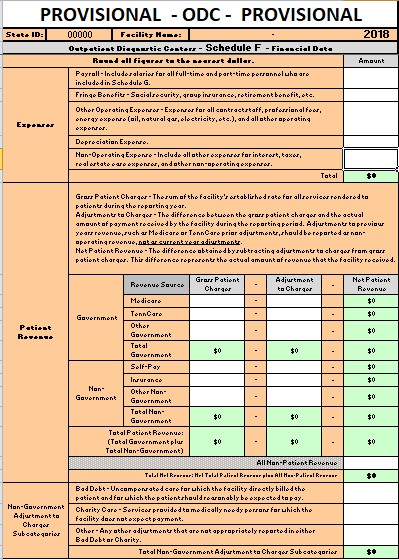 PROVISIONAL - ODC - PROVISIONAL
State ID: 00000 Facility Name: - 2018
Outpatient Diagnostic Centers - Schedule F - Financial Data
Round all figures to the nearest dollar. Amount
Expenses
Payroll - Includes salaries for all full-time and part-time personnel who are
included in Schedule G.
Fringe Benefits - Social security, group insurance, retirement benefit, etc.
Other Operating Expenses - Expenses for all contract staff, professional fees,
energy expense (oil, natural gas, electricity, etc.), and all other operating
expenses.
Depreciation Expense.
Non-Operating Expense - Include all other expenses for interest, taxes,
real estate care expenses, and other non-operating expenses.
Total $0
Patient
Revenue
Gross Patient Charges - The sum of the facility's established rate for all services rendered to
patients during the reporting year.
Adjustments to Charges - The difference between the gross patient charges and the actual
amount of payment received by the facility during the reporting period. Adjustments to previous
years revenue, such as Medicare or TennCare prior adjustments, should be reported as non-
operating revenue, not as current year adjustments.
Net Patient Revenue - The difference obtained by subtracting adjustments to charges from gross
patient charges. This difference represents the actual amount of revenue that the facility received.
Revenue Source Gross Patient
Charges - Adjustment
to Charges - Net Patient
Revenue
Government
Medicare - - $0
TennCare - - $0
Other
Government - - $0
Total
Government $0 - $0 - $0
Non-
Government
Self-Pay - - $0
Insurance - - $0
Other Non-
Government - - $0
Total Non-
Government $0 - $0 - $0
Total Patient Revenue:
(Total Government plus
Total Non-Government) $0 - $0 - $0
All Non-Patient Revenue
Total Net Revenue: Net Total Patient Revenue plus All Non-Patient Revenue $0
Non-Government
Adjustment to
Charges
Subcategories
Bad Debt - Uncompensated care for which the facility directly billed the
patient and for which the patient should reasonably be expected to pay.
Charity Care - Services provided to medically needy persons for which the
facility does not expect payment.
Other - Any other adjustments that are not appropriately reported in either
Bad Debt or Charity.
Total Non-Government Adjustment to Charges Subcategories $0